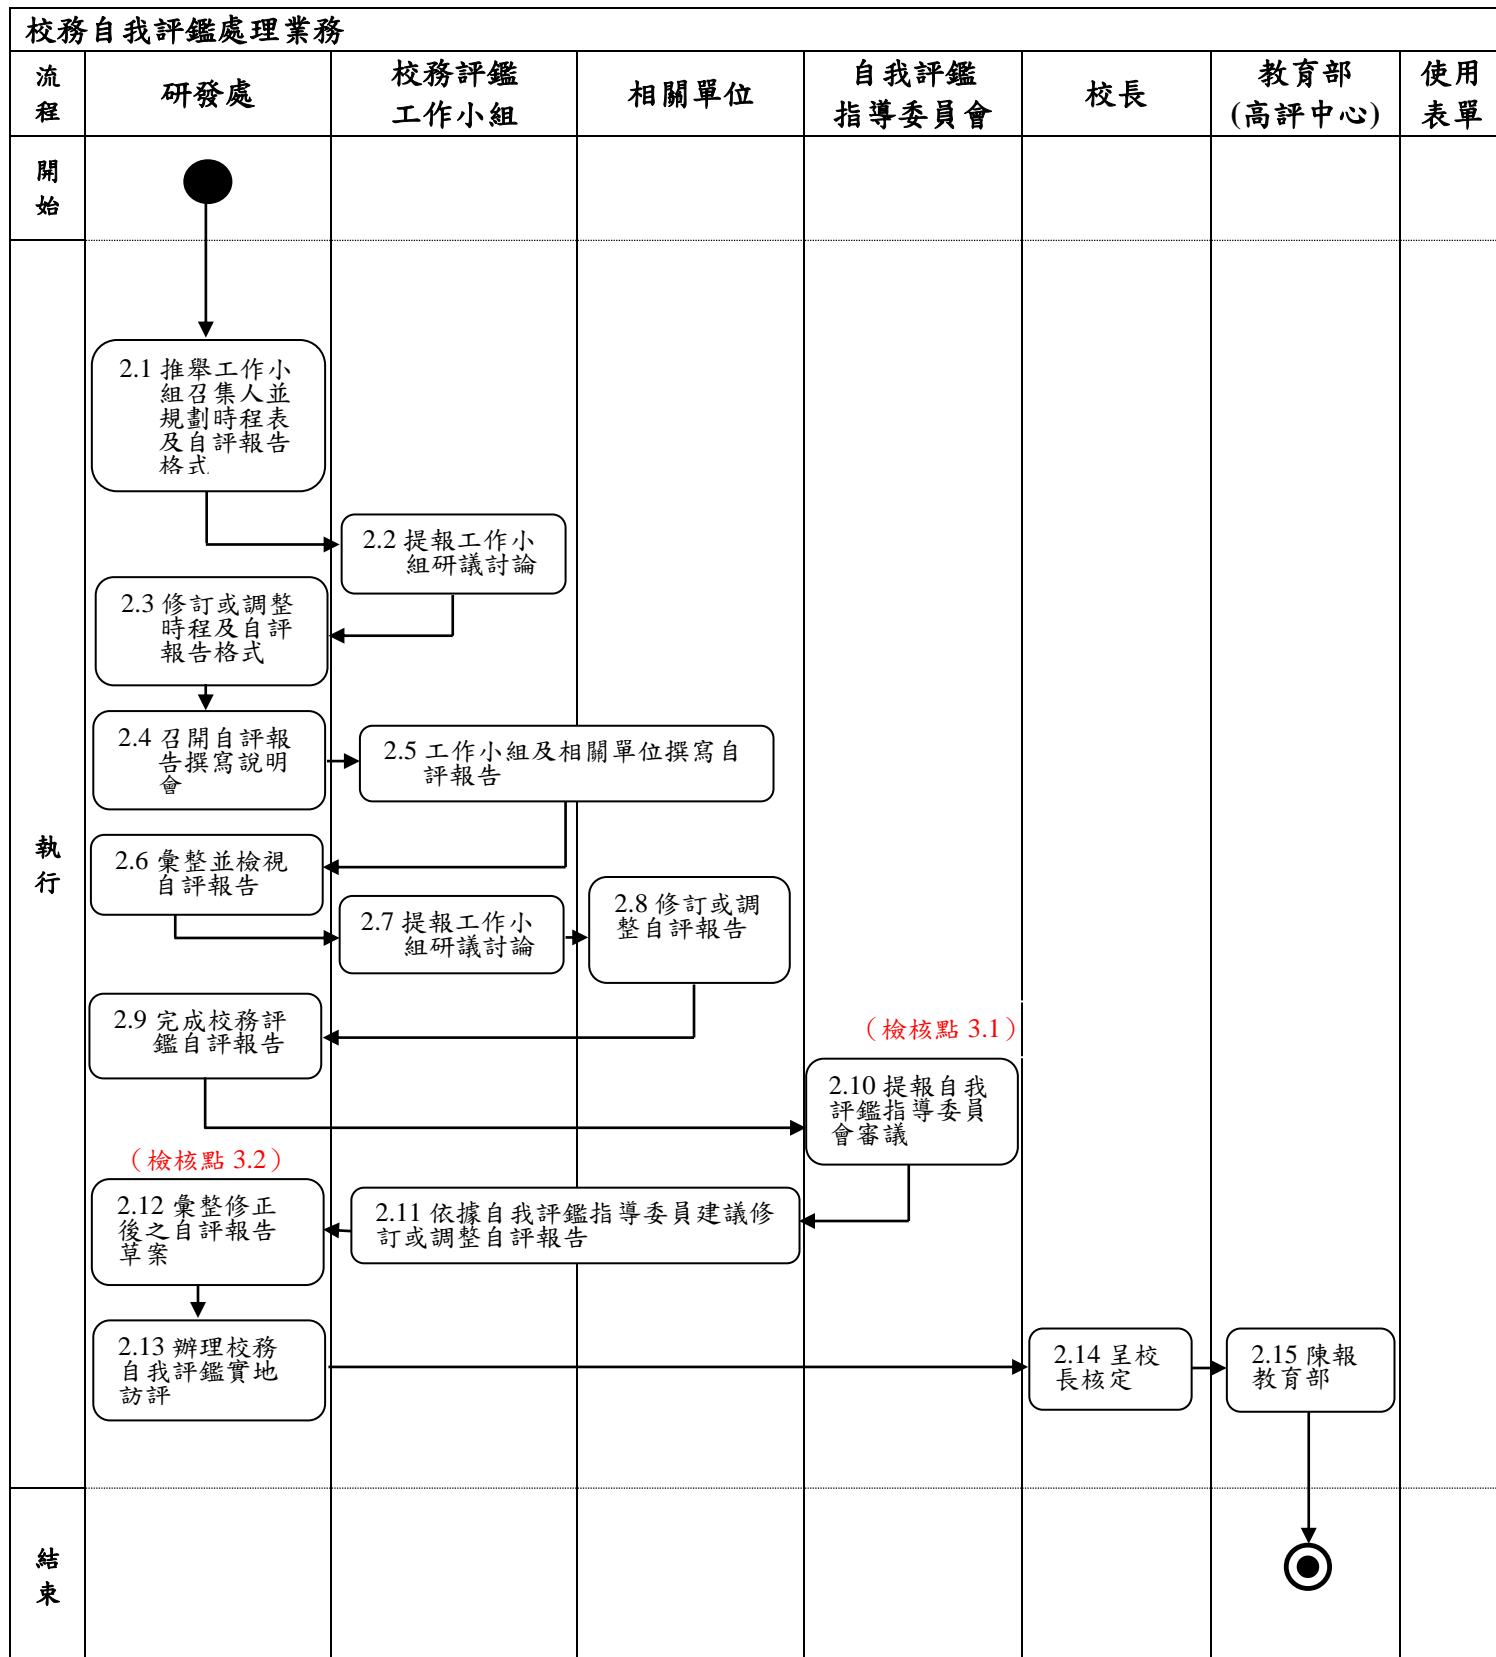 校務自我評鑑處理業務
流
程
研發處
校務評鑑
工作小組
相關單位
自我評鑑
指導委員會
校長
教育部
(高評中心)
使用
表單
開
始
執
行
2.1 推舉工作小
組召集人並
規劃時程表
及自評報告
格式
2.2 提報工作小
組研議討論
2.3 修訂或調整
時程及自評
報告格式
2.4 召開自評報
告撰寫說明
會
2.5 工作小組及相關單位撰寫自
評報告
2.6 彙整並檢視
自評報告
2.7 提報工作小
組研議討論
2.8 修訂或調
整自評報告
2.9 完成校務評
鑑自評報告
（檢核點 3.1）
2.10 提報自我
評鑑指導委員
會審議
2.11 依據自我評鑑指導委員建議修
訂或調整自評報告
（檢核點 3.2）
2.12 彙整修正
後之自評報告
草案
2.13 辦理校務
自我評鑑實地
訪評
2.14 呈校
長核定
2.15 陳報
教育部
結
束